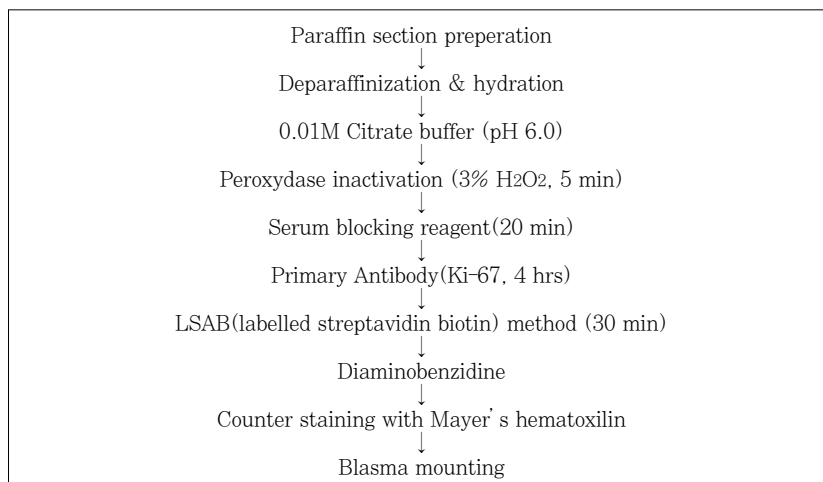 Paraffin section preperation
↓
Deparaffinization & hydration
↓
0.01M Citrate buffer (pH 6.0)
↓
Peroxydase inactivation (3% H2O2, 5 min)
↓
Serum blocking reagent(20 min)
↓
Primary Antibody(Ki-67, 4 hrs)
↓
LSAB(labelled streptavidin biotin) method (30 min)
↓
Diaminobenzidine
↓
Counter staining with Mayer's hematoxilin
↓
Blasma mounting